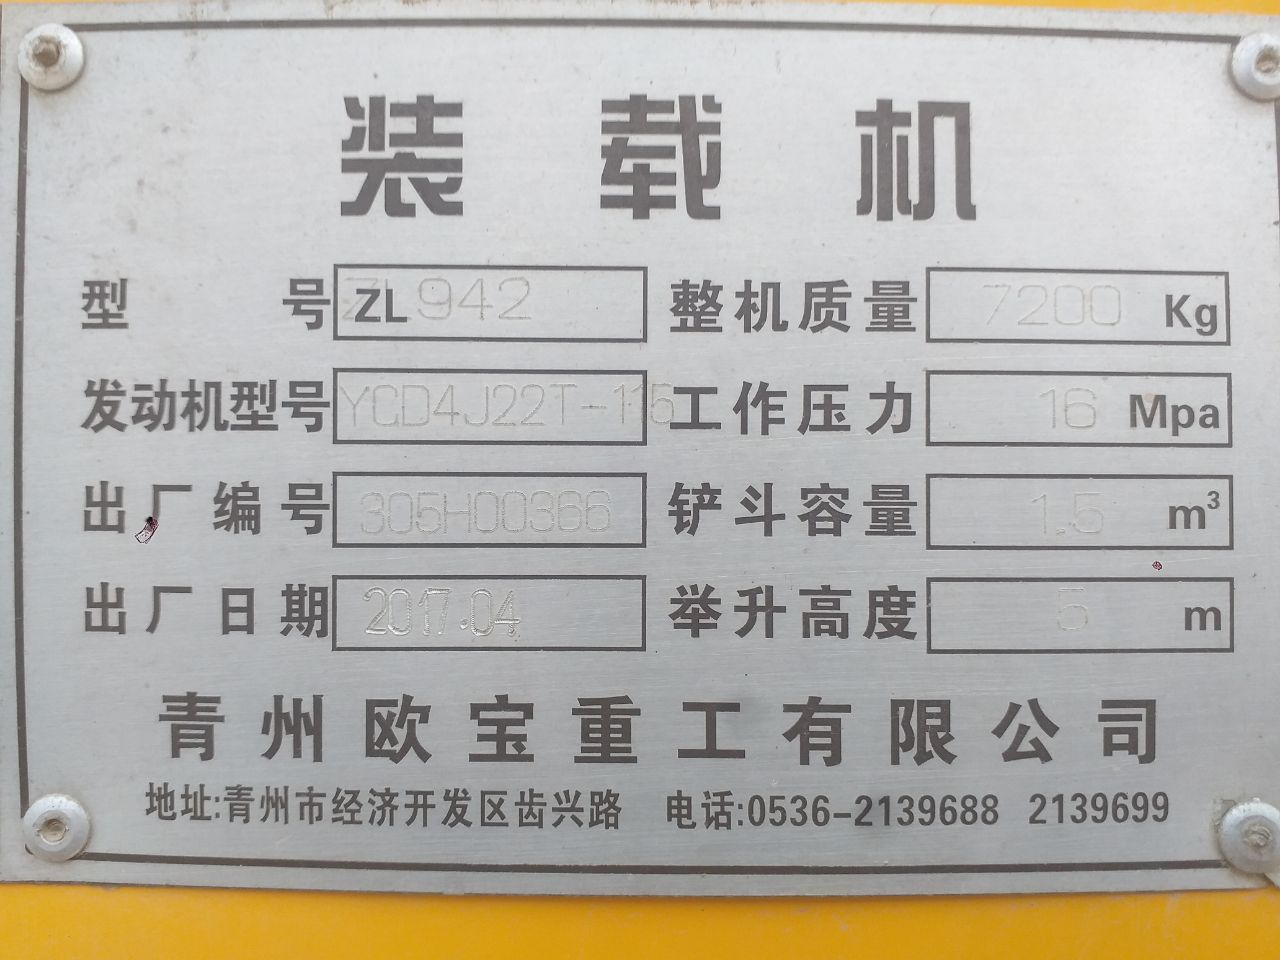 装载机
型号 ZL942 整机质量 7200 Kg
发动机型号 YCD4J22T-115 工作压力 16 Mpa
出厂编号 305H00366 铲斗容量 1.5 m³
出厂日期 2017.04 举升高度 5 m
青州欧宝重工有限公司
地址:青州市经济开发区齿兴路 电话:0536-2139688 2139699